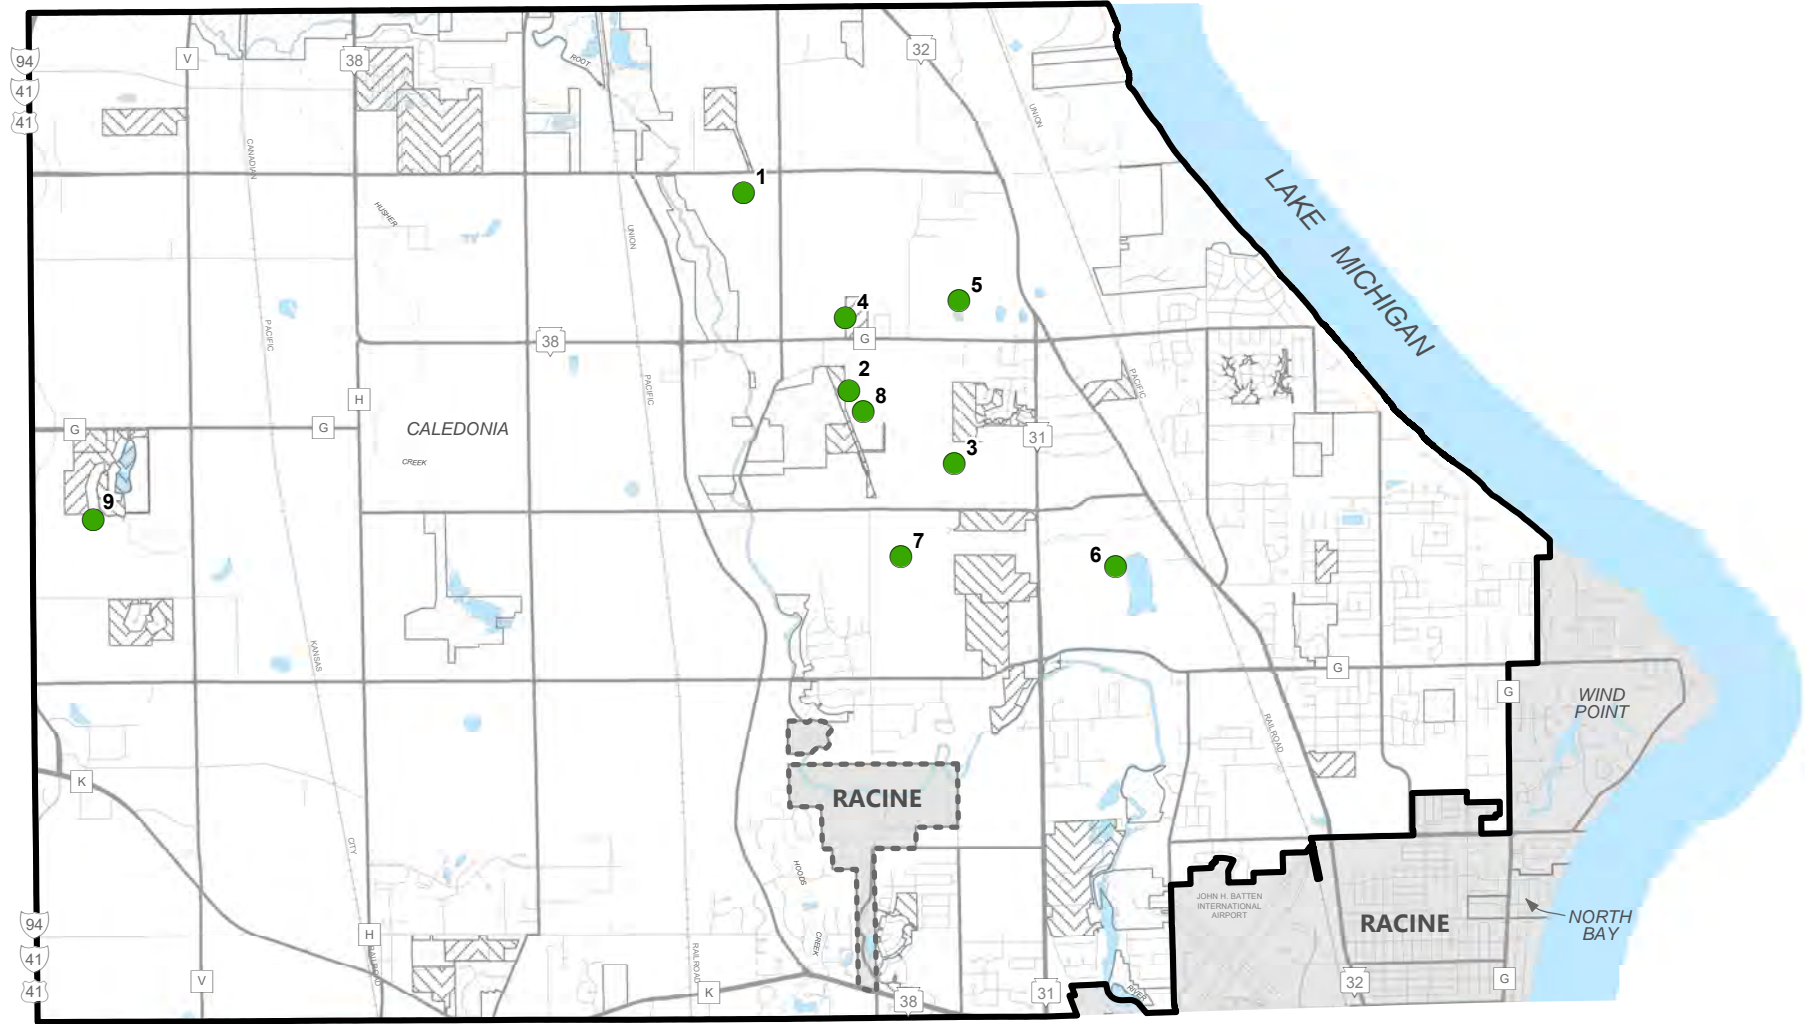 94
41
41
V
38
ROOT
32
UNION
CANADIAN
1
HUSHER
UNION
LAKE
MICHIGAN
5
4
PACIFIC
38
G
PACIFIC
PACIFIC
2
8
H
G
G
CALEDONIA
31
3
CREEK
9
7
6
KANSAS
G
G
WIND
POINT
RAILROAD
K
RACINE
CITY
HOODS
JOHN H. BATTEN
INTERNATIONAL
AIRPORT
RACINE
NORTH
BAY
94
41
41
H
CREEK
RAILROAD
RAILROAD
V
K
38
31
RIVER
32
G